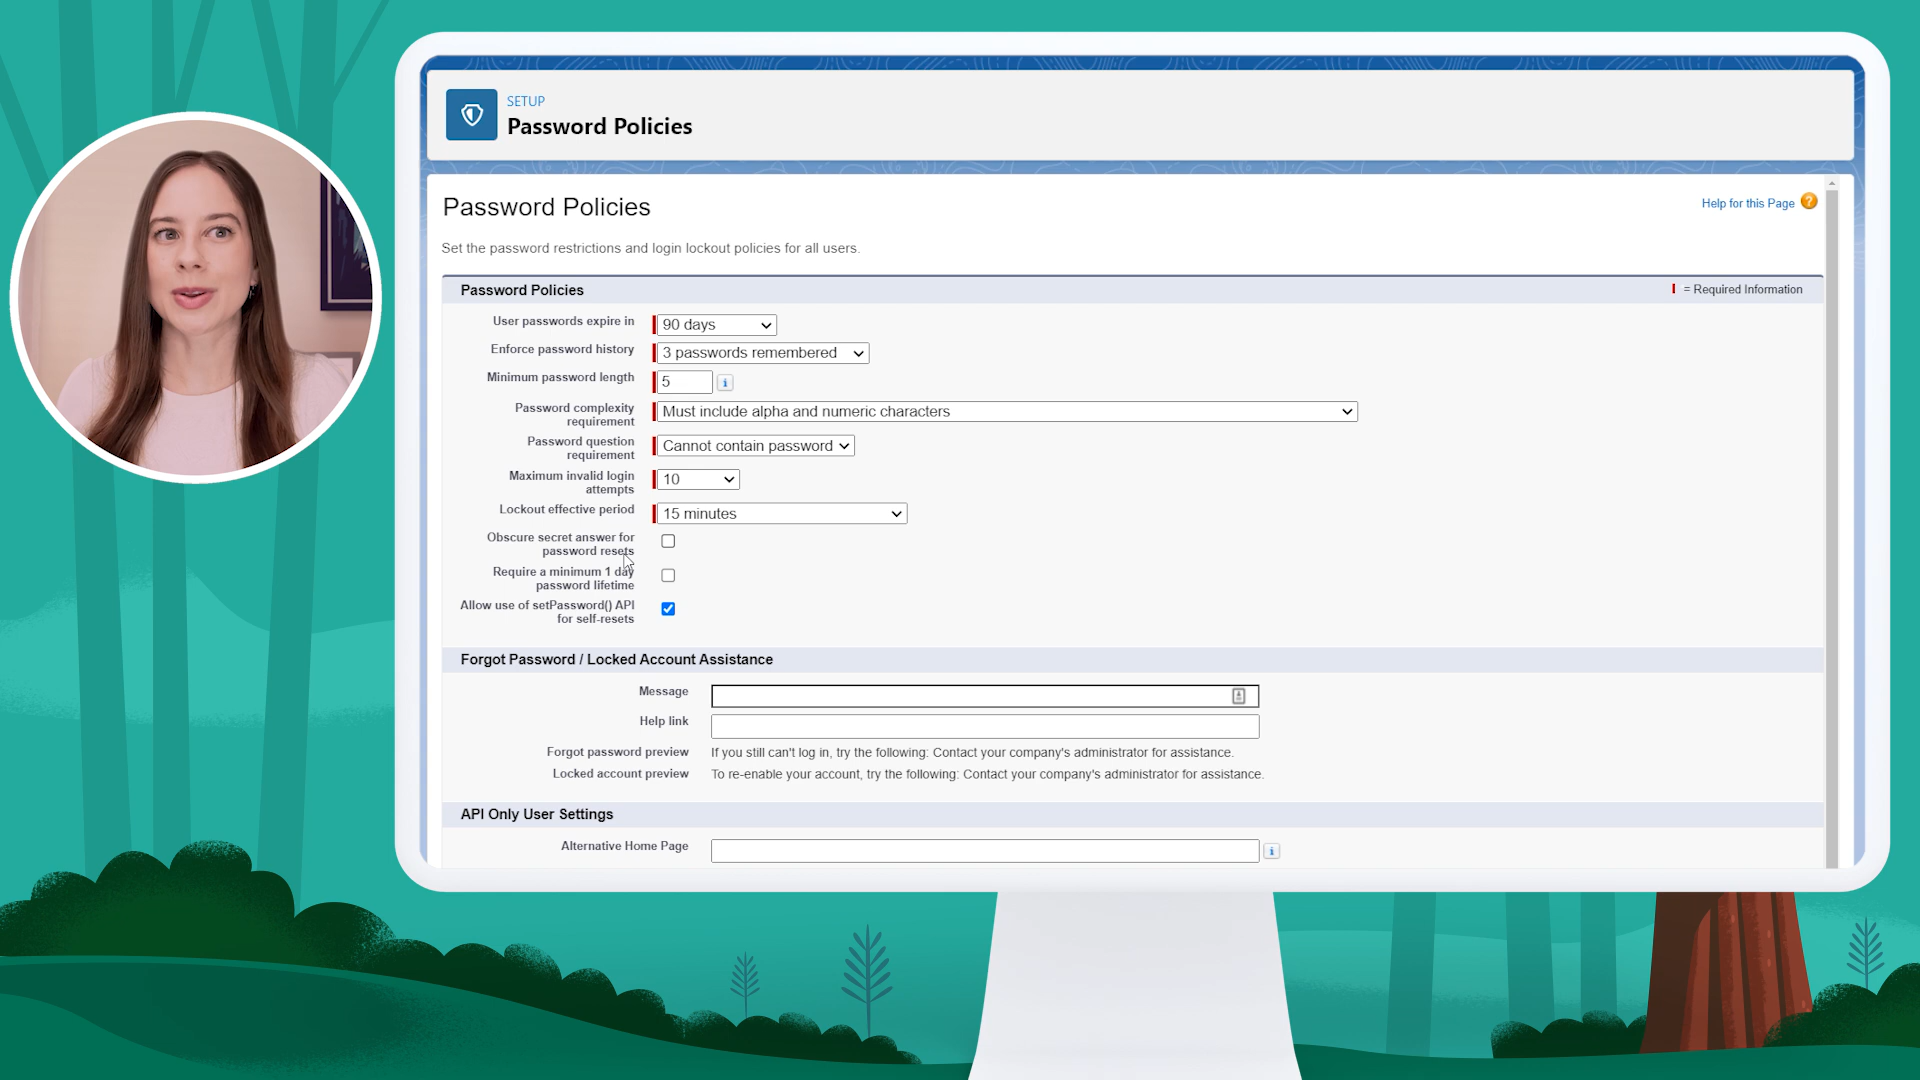 SETUP
Password Policies
Password Policies
Help for this Page ?
Set the password restrictions and login lockout policies for all users.
Password Policies
= Required Information
User passwords expire in
90 days
Enforce password history
3 passwords remembered
Minimum password length
5
i
Password complexity
requirement
Must include alpha and numeric characters
Password question
requirement
Cannot contain password
Maximum invalid login
attempts
10
Lockout effective period
15 minutes
Obscure secret answer for
password resets
Require a minimum 1 day
password lifetime
Allow use of setPassword() API
for self-resets
Forgot Password / Locked Account Assistance
Message
Help link
Forgot password preview
If you still can't log in, try the following: Contact your company's administrator for assistance.
Locked account preview
To re-enable your account, try the following: Contact your company's administrator for assistance.
API Only User Settings
Alternative Home Page
i